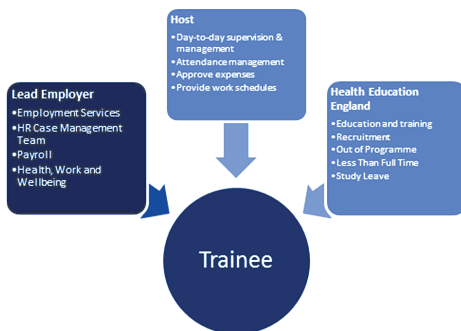 Host
•Day-to-day supervision &
management
•Attendance management
•Approve expenses
•Provide work schedules
Lead Employer
•Employment Services
•HR Case Management
Team
•Payroll
•Health, Work and
Wellbeing
Health Education
England
•Education and training
•Recruitment
•Out of Programme
•Less Than Full Time
•Study Leave
Trainee